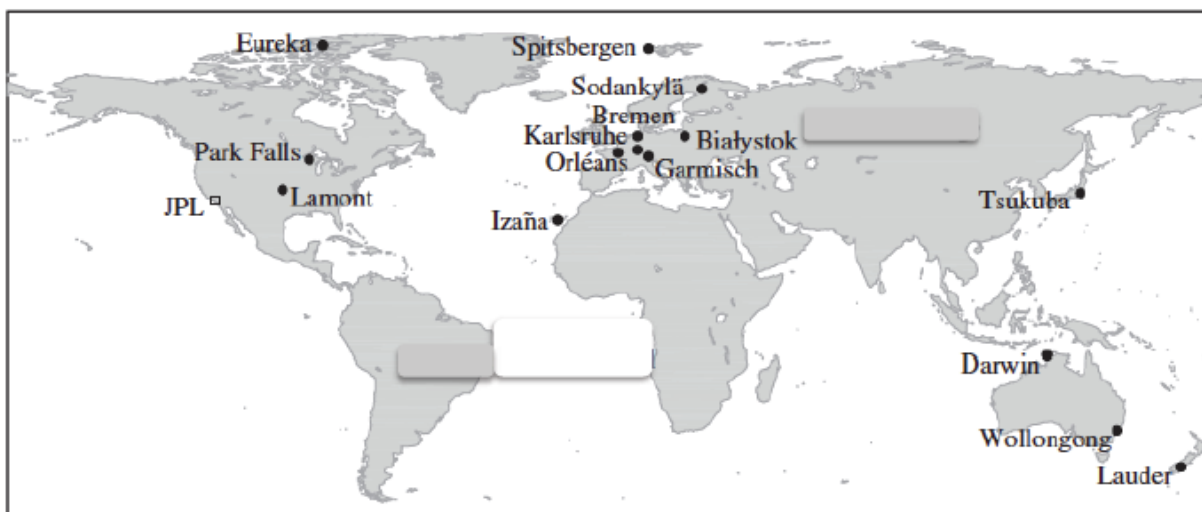 Eureka
Spitsbergen
Sodankylä
Bremen
Karlsruhe
Białystok
Park Falls
Orléans
Garmisch
JPL
Lamont
Tsukuba
Izaña
Darwin
Wollongong
Lauder